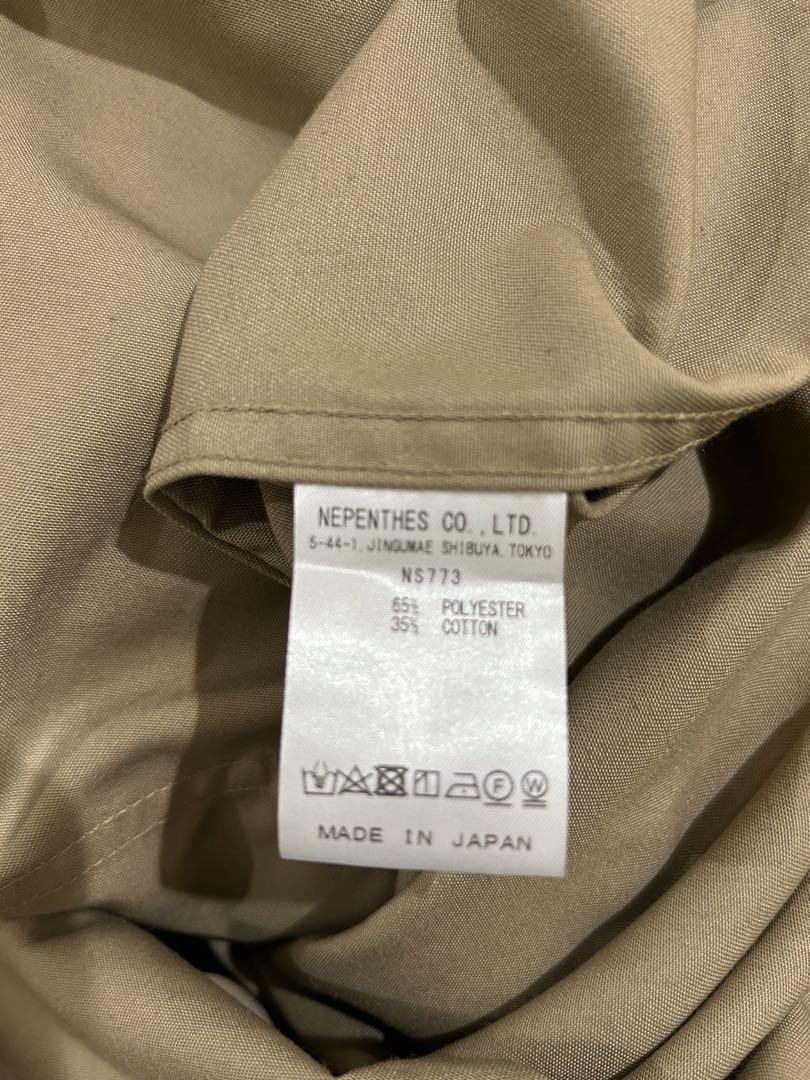 NEPENTHES CO.,LTD.
5-44-1, JINGUMAE SHIBUYA, TOKYO
NS773
65% POLYESTER
35% COTTON
F W
MADE IN JAPAN